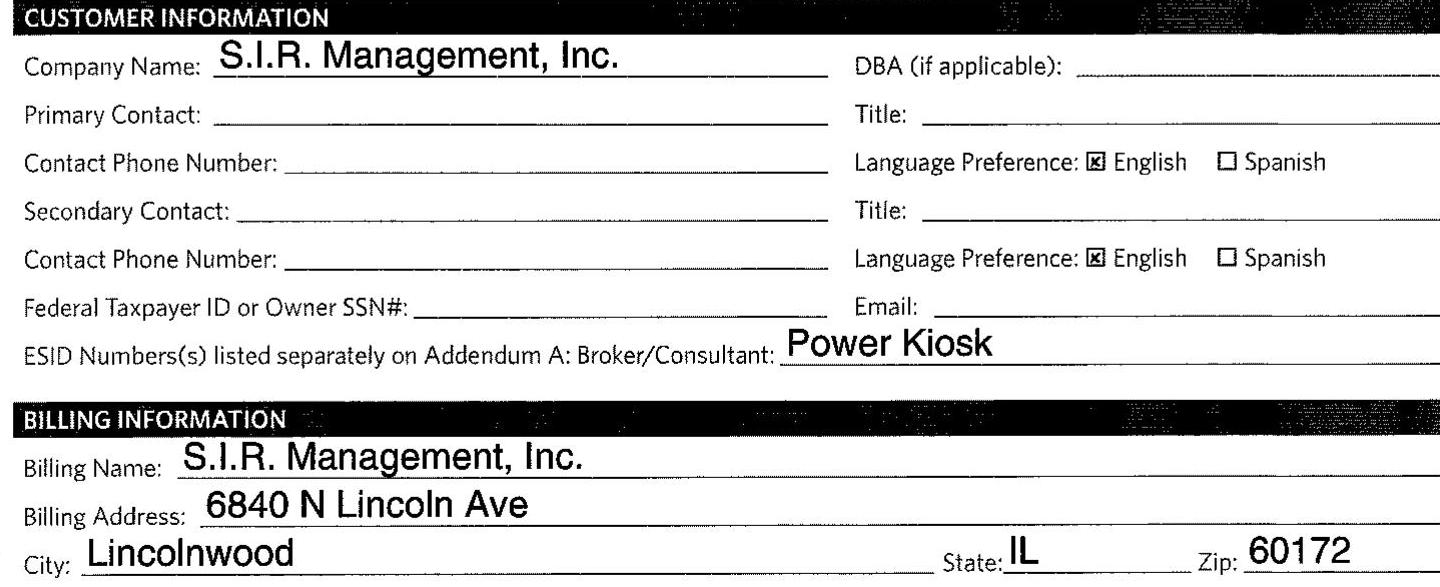 CUSTOMER INFORMATION
Company Name: S.I.R. Management, Inc. DBA (if applicable):
Primary Contact: Title:
Contact Phone Number: Language Preference: ☒ English ☐ Spanish
Secondary Contact: Title:
Contact Phone Number: Language Preference: ☒ English ☐ Spanish
Federal Taxpayer ID or Owner SSN#: Email:
ESID Numbers(s) listed separately on Addendum A: Broker/Consultant: Power Kiosk
BILLING INFORMATION
Billing Name: S.I.R. Management, Inc.
Billing Address: 6840 N Lincoln Ave
City: Lincolnwood State: IL Zip: 60172